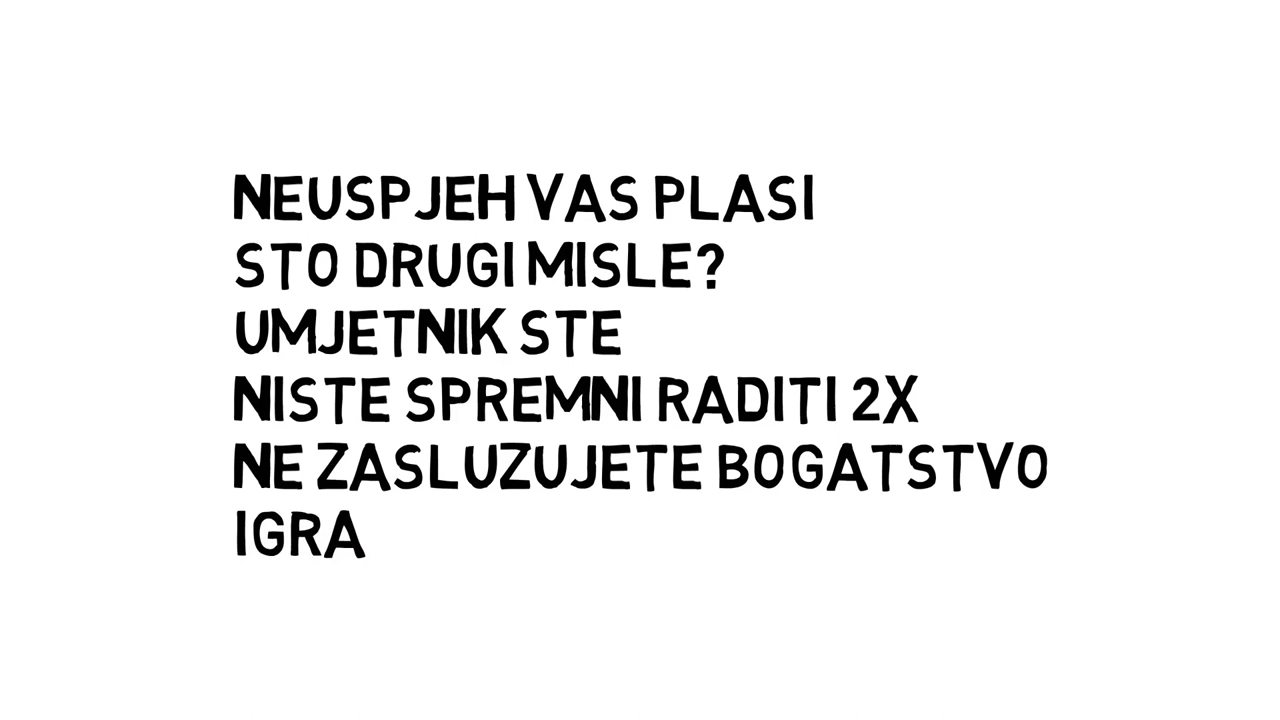 NEUSPJEH VAS PLASI
STO DRUGI MISLE?
UMJETNIK STE
NISTE SPREMNI RADITI 2X
NE ZASLUZUJETE BOGATSTVO
IGRA